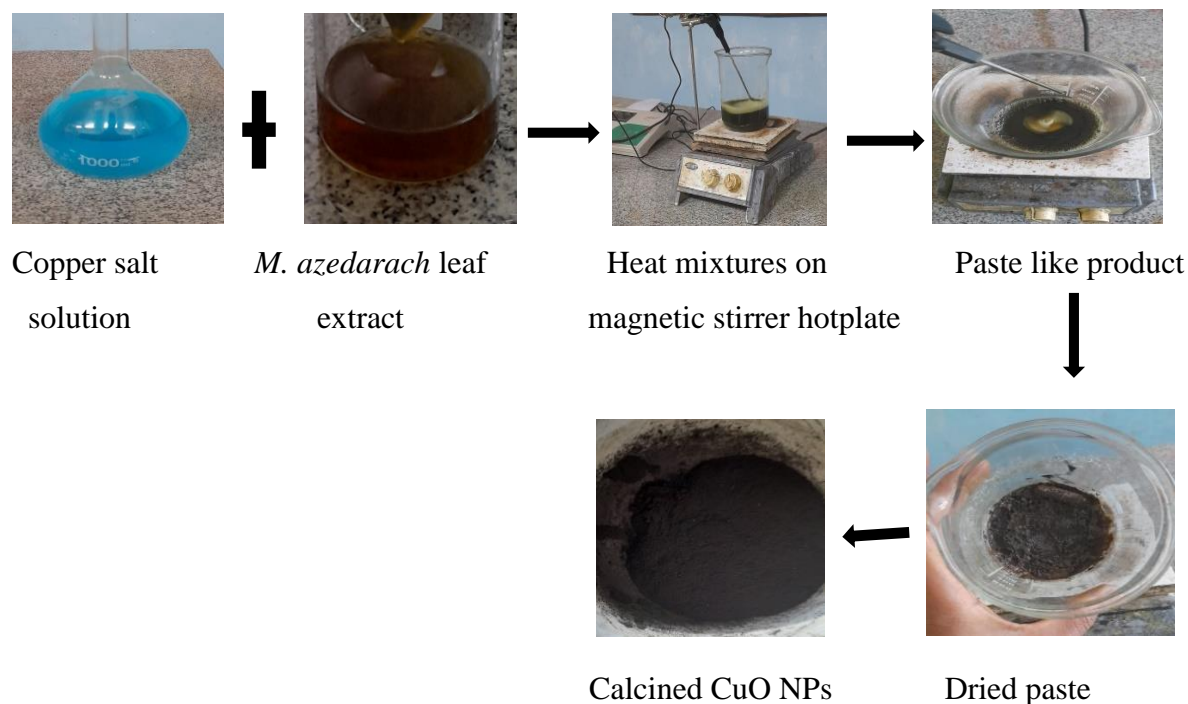 1000
Copper salt
solution
M. azedarach leaf
extract
Heat mixtures on
magnetic stirrer hotplate
Paste like product
Calcined CuO NPs
Dried paste